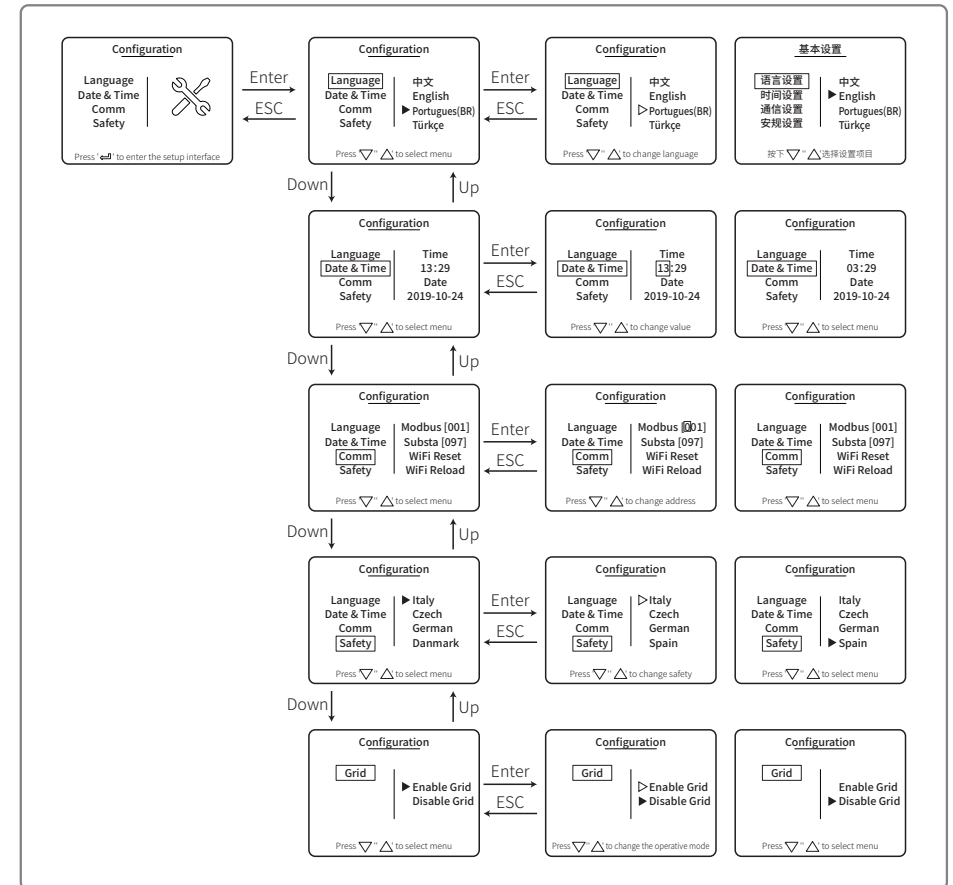 Configuration
Language
Date & Time
Comm
Safety
Press '↵' to enter the setup interface
Enter
ESC
Configuration
Language
Date & Time
Comm
Safety
中文
English
▶Portugues(BR)
Türkçe
Press ▽" △' to select menu
Enter
ESC
Configuration
Language
Date & Time
Comm
Safety
中文
English
▷Portugues(BR)
Türkçe
Press ▽" △' to change language
基本设置
语言设置
时间设置
通信设置
安规设置
中文
▶English
Portugues(BR)
Türkçe
按下 ▽" △'选择设置项目
Down
Up
Configuration
Language
Date & Time
Comm
Safety
Time
13:29
Date
2019-10-24
Press ▽" △' to select menu
Enter
ESC
Configuration
Language
Date & Time
Comm
Safety
Time
13:29
Date
2019-10-24
Press ▽" △' to change value
Configuration
Language
Date & Time
Comm
Safety
Time
03:29
Date
2019-10-24
Press ▽" △' to select menu
Down
Up
Configuration
Language
Date & Time
Comm
Safety
Modbus [001]
Substa [097]
WiFi Reset
WiFi Reload
Press ▽" △' to select menu
Enter
ESC
Configuration
Language
Date & Time
Comm
Safety
Modbus [001]
Substa [097]
WiFi Reset
WiFi Reload
Press ▽" △' to change address
Configuration
Language
Date & Time
Comm
Safety
Modbus [001]
Substa [097]
WiFi Reset
WiFi Reload
Press ▽" △' to select menu
Down
Up
Configuration
Language
Date & Time
Comm
Safety
▶Italy
Czech
German
Danmark
Press ▽" △' to select menu
Enter
ESC
Configuration
Language
Date & Time
Comm
Safety
▷Italy
Czech
German
Spain
Press ▽" △' to change safety
Configuration
Language
Date & Time
Comm
Safety
Italy
Czech
German
▶Spain
Press ▽" △' to select menu
Down
Up
Configuration
Grid
▶Enable Grid
Disable Grid
Press ▽" △' to select menu
Enter
ESC
Configuration
Grid
▷Enable Grid
▶Disable Grid
Press ▽" △' to change the operative mode
Configuration
Grid
Enable Grid
▶Disable Grid
Press ▽" △' to select menu